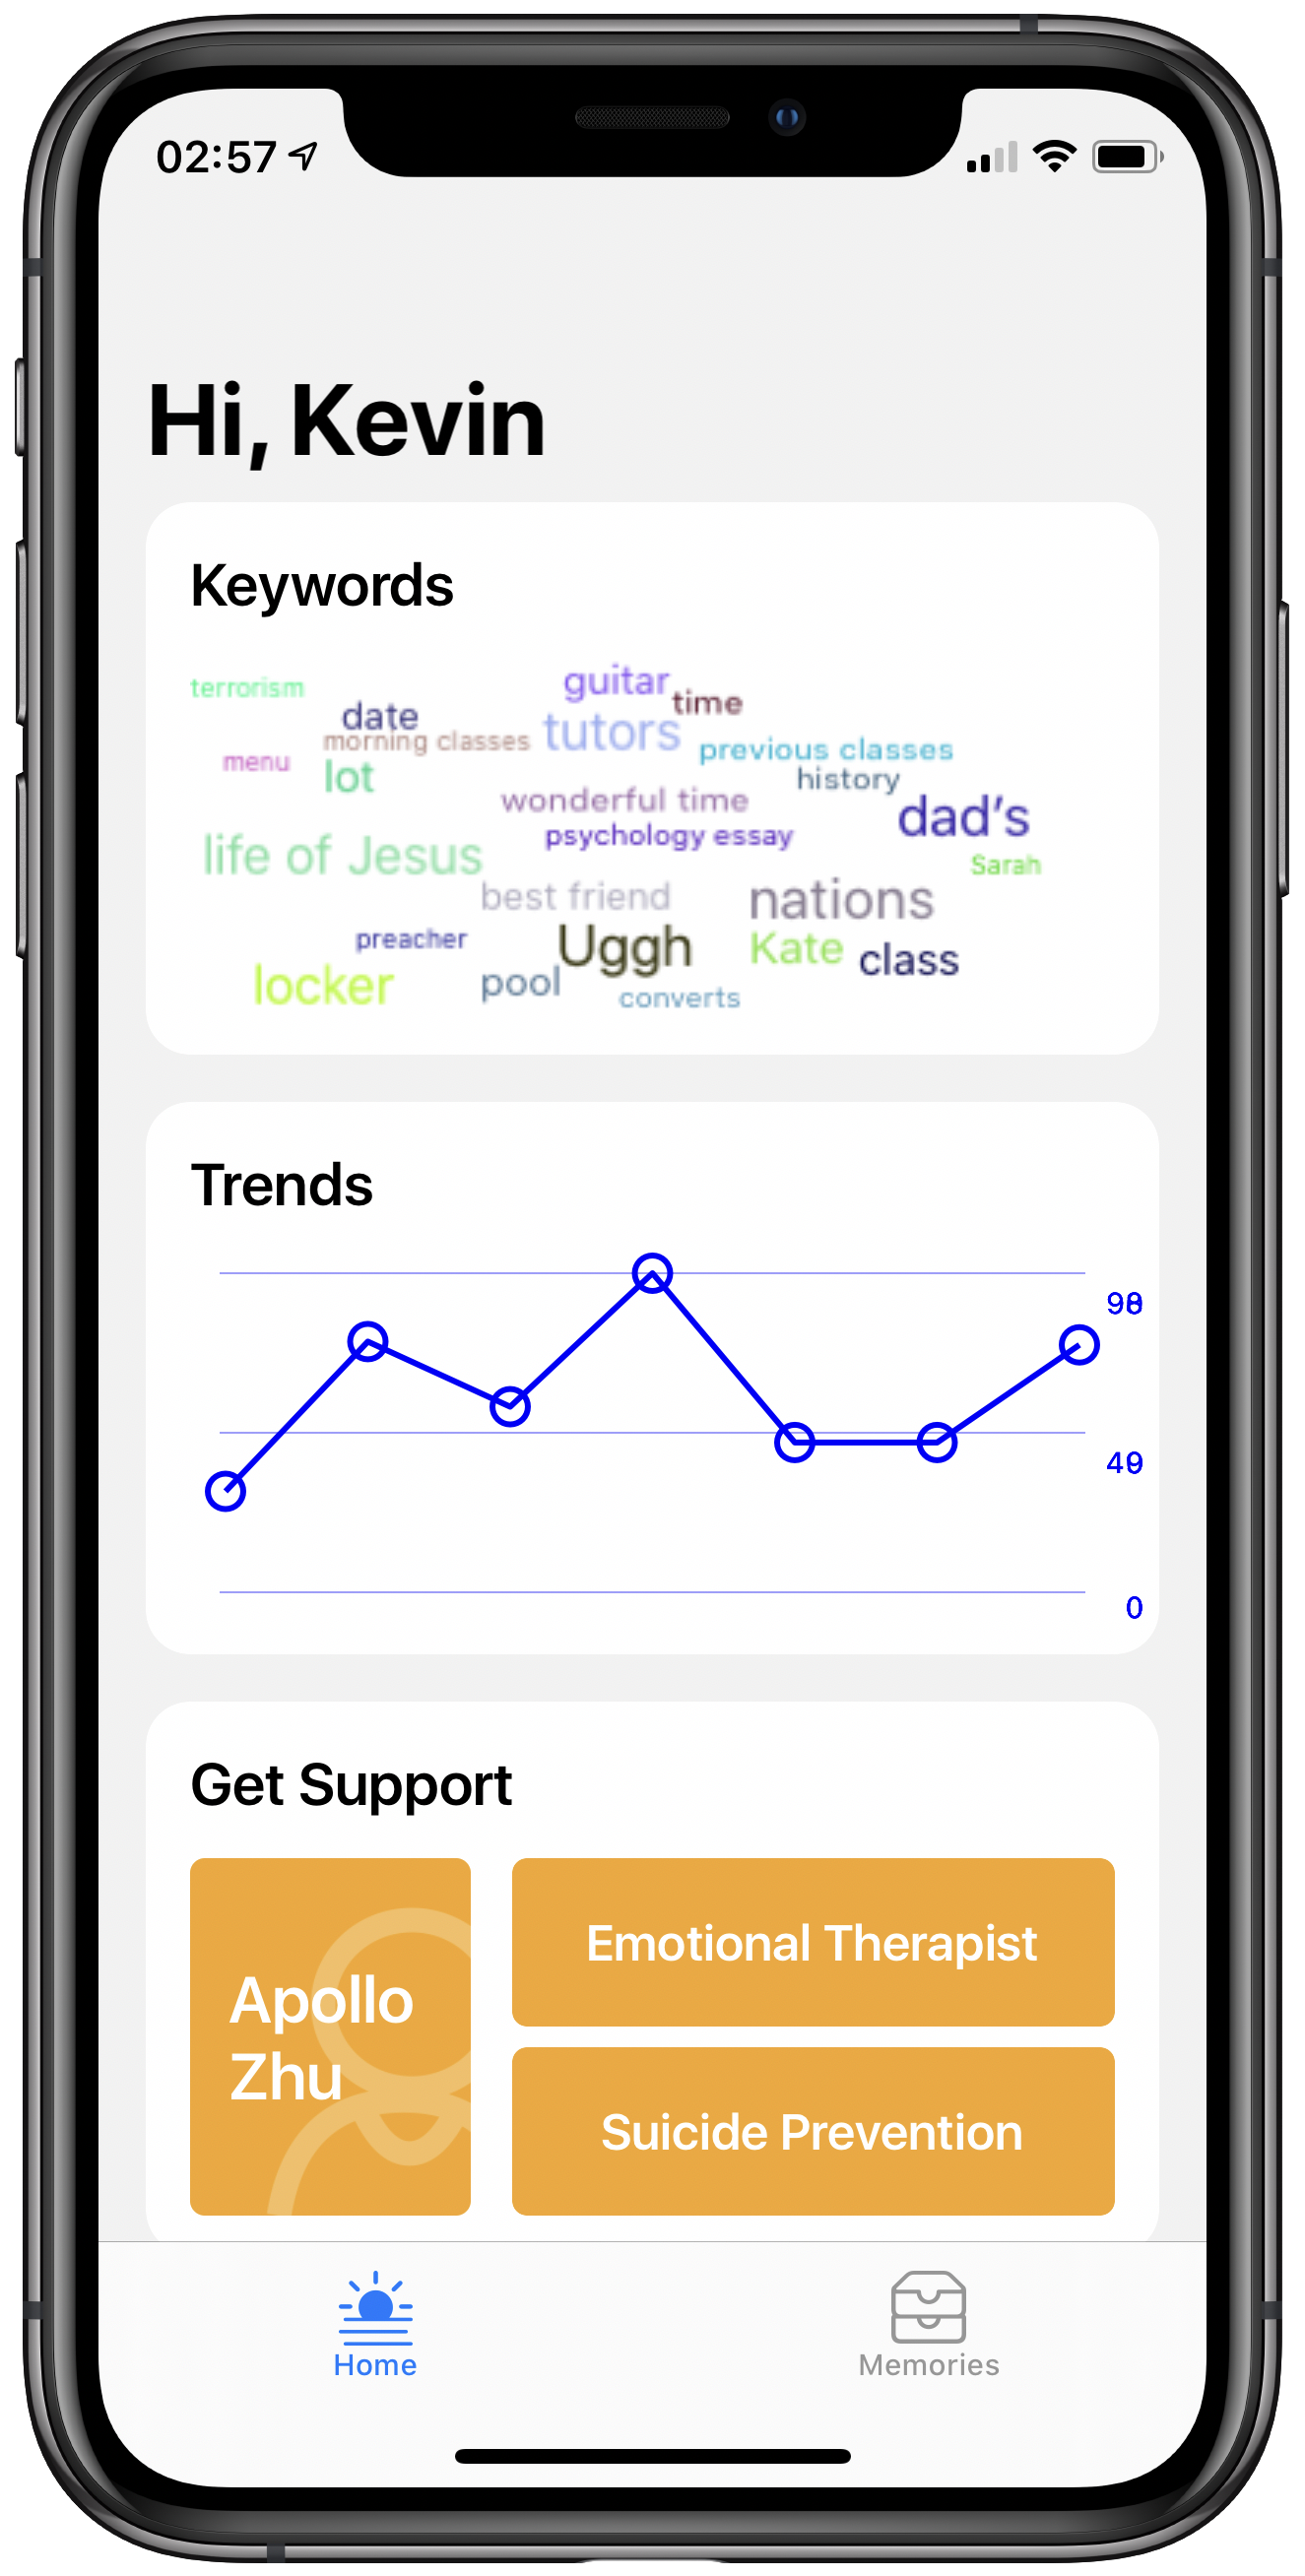 02:57
Hi, Kevin
Keywords
terrorism
guitar
time
date
tutors
morning classes
previous classes
menu
lot
history
wonderful time
dad's
psychology essay
life of Jesus
Sarah
best friend
nations
preacher
Uggh
Kate
class
locker
pool
converts
Trends
0
Get Support
Apollo
Zhu
Emotional Therapist
Suicide Prevention
Home
Memories